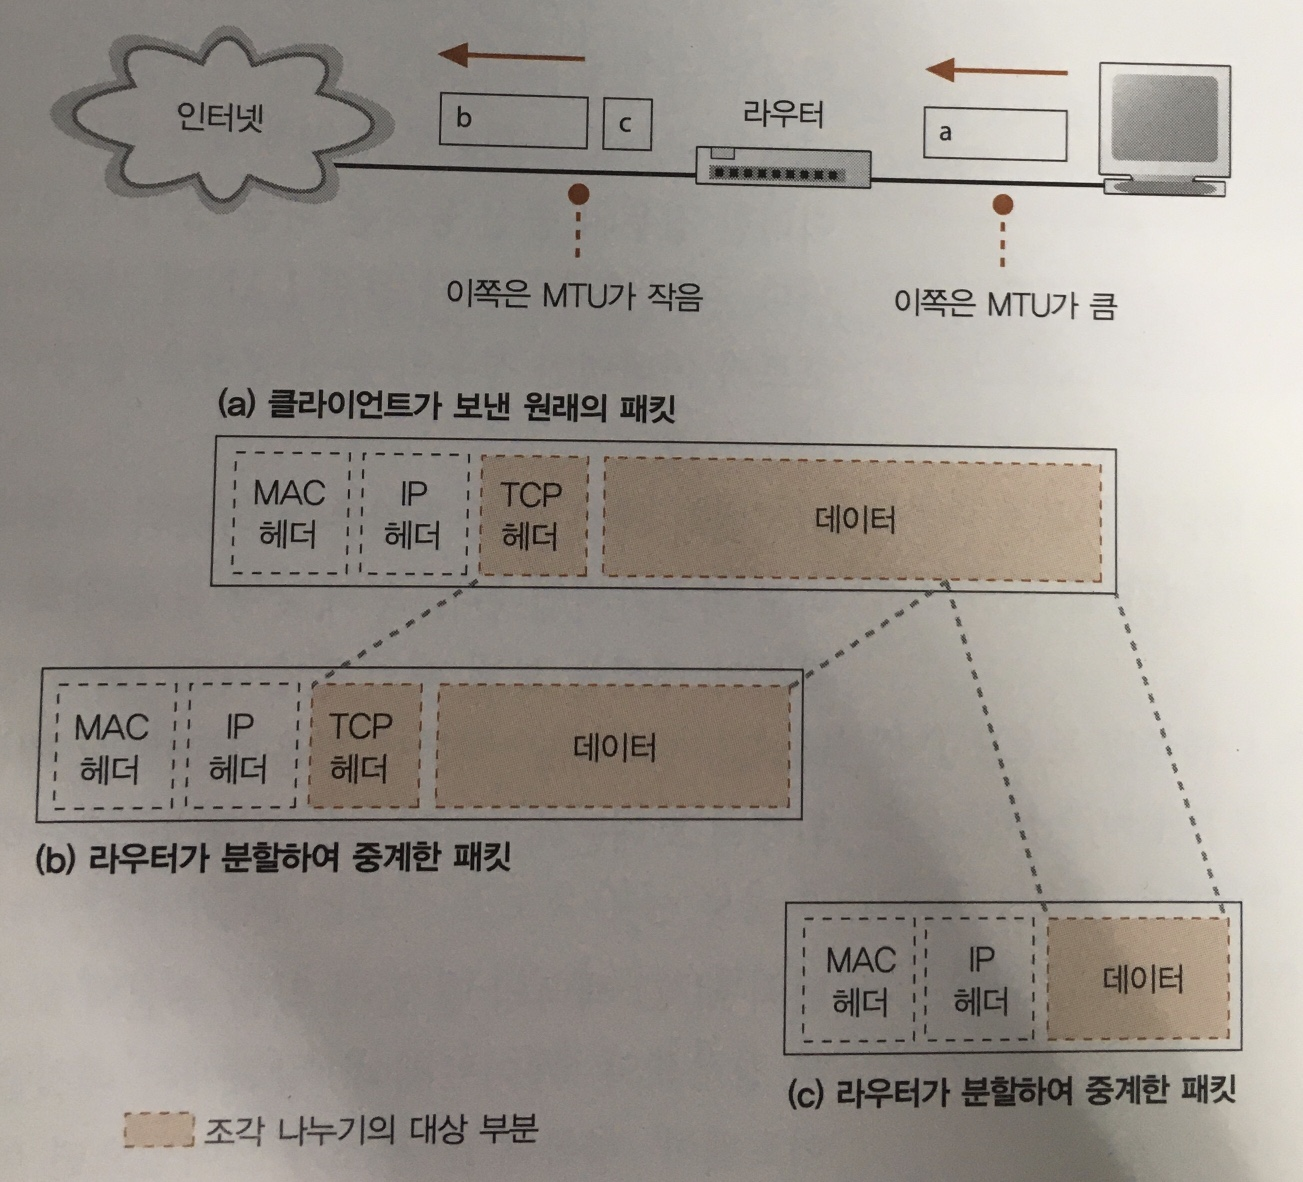 인터넷
b
c
라우터
a
이쪽은 MTU가 작음
이쪽은 MTU가 큼
(a) 클라이언트가 보낸 원래의 패킷
MAC
헤더
IP
헤더
TCP
헤더
데이터
MAC
헤더
IP
헤더
TCP
헤더
데이터
(b) 라우터가 분할하여 중계한 패킷
MAC
헤더
IP
헤더
데이터
(c) 라우터가 분할하여 중계한 패킷
조각 나누기의 대상 부분